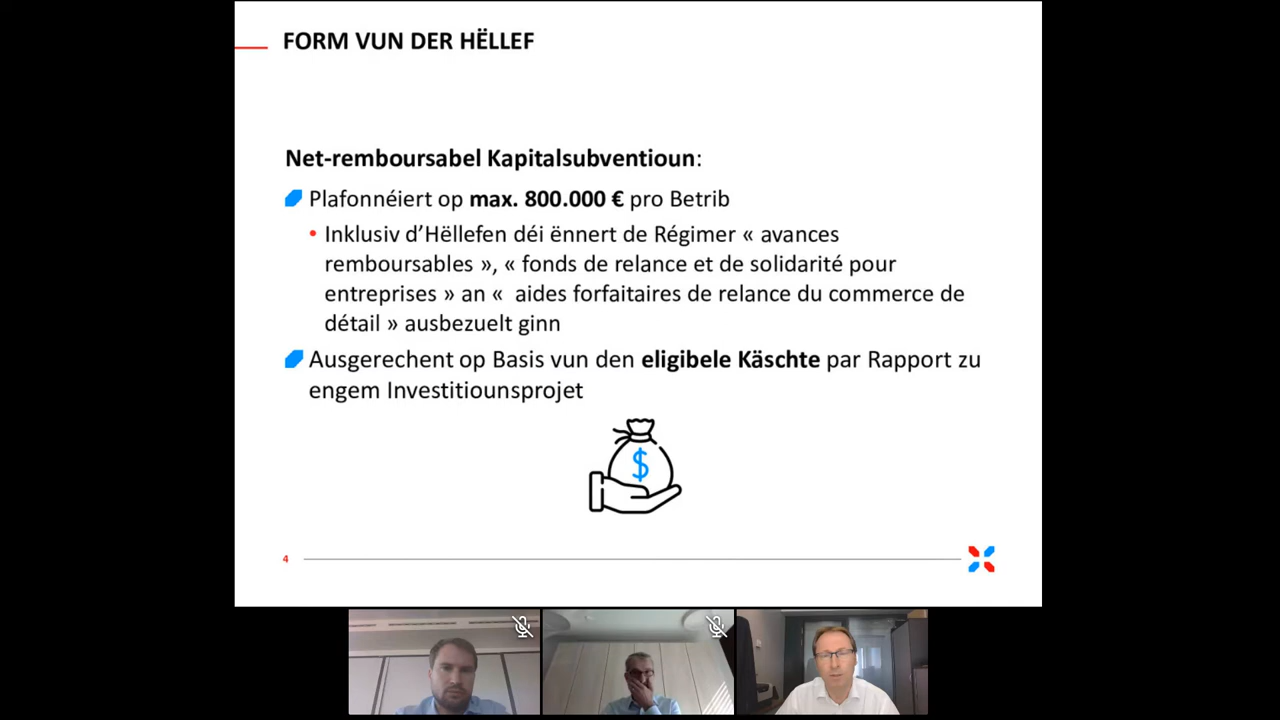 FORM VUN DER HËLLEF
Net-remboursabel Kapitalsubventioun:
Plafonnéiert op max. 800.000 € pro Betrib
• Inklusiv d’Hëllefen déi ënnert de Régimer « avances
remboursables », « fonds de relance et de solidarité pour
entreprises » an «  aides forfaitaires de relance du commerce de
détail » ausbezuelt ginn
Ausgerechent op Basis vun den eligibele Käschte par Rapport zu
engem Investitiounsprojet
$
4